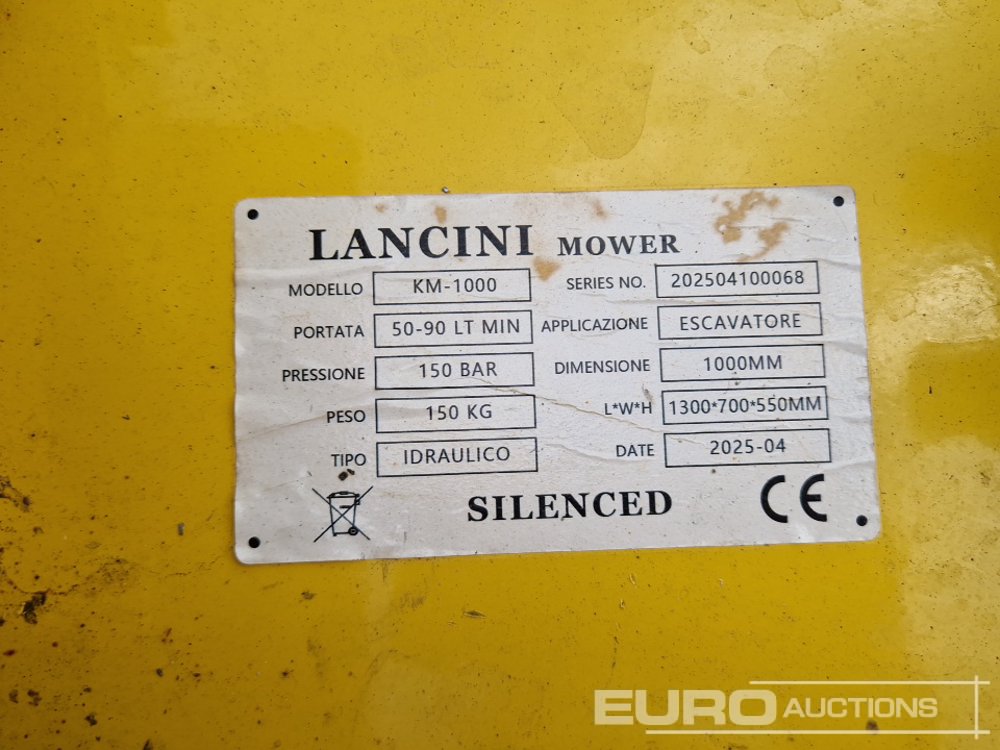 LANCINI MOWER
MODELLO KM-1000 SERIES NO. 202504100068
PORTATA 50-90 LT MIN APPLICAZIONE ESCAVATORE
PRESSIONE 150 BAR DIMENSIONE 1000MM
PESO 150 KG L*W*H 1300*700*550MM
TIPO IDRAULICO DATE 2025-04
SILENCED CE
EURO AUCTIONS